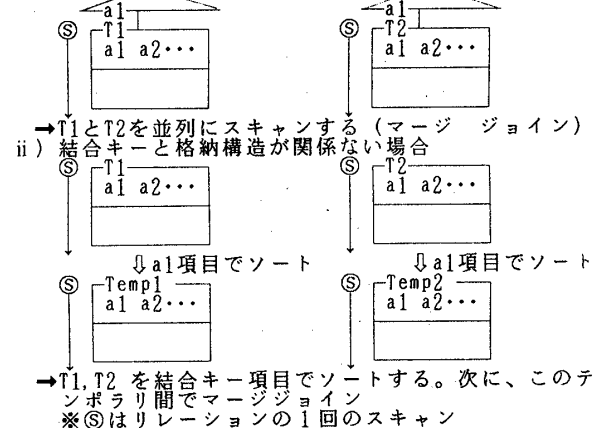 a1 a1
Ⓢ T1 Ⓢ T2
a1 a2・・・ a1 a2・・・
→T1とT2を並列にスキャンする (マージ ジョイン)
ii) 結合キーと格納構造が関係ない場合
Ⓢ T1 Ⓢ T2
a1 a2・・・ a1 a2・・・
⇩a1項目でソート ⇩a1項目でソート
Ⓢ Temp1 Ⓢ Temp2
a1 a2・・・ a1 a2・・・
→T1,T2 を結合キー項目でソートする。次に、このテ
ンポラリ間でマージジョイン
※Ⓢはリレーションの1回のスキャン